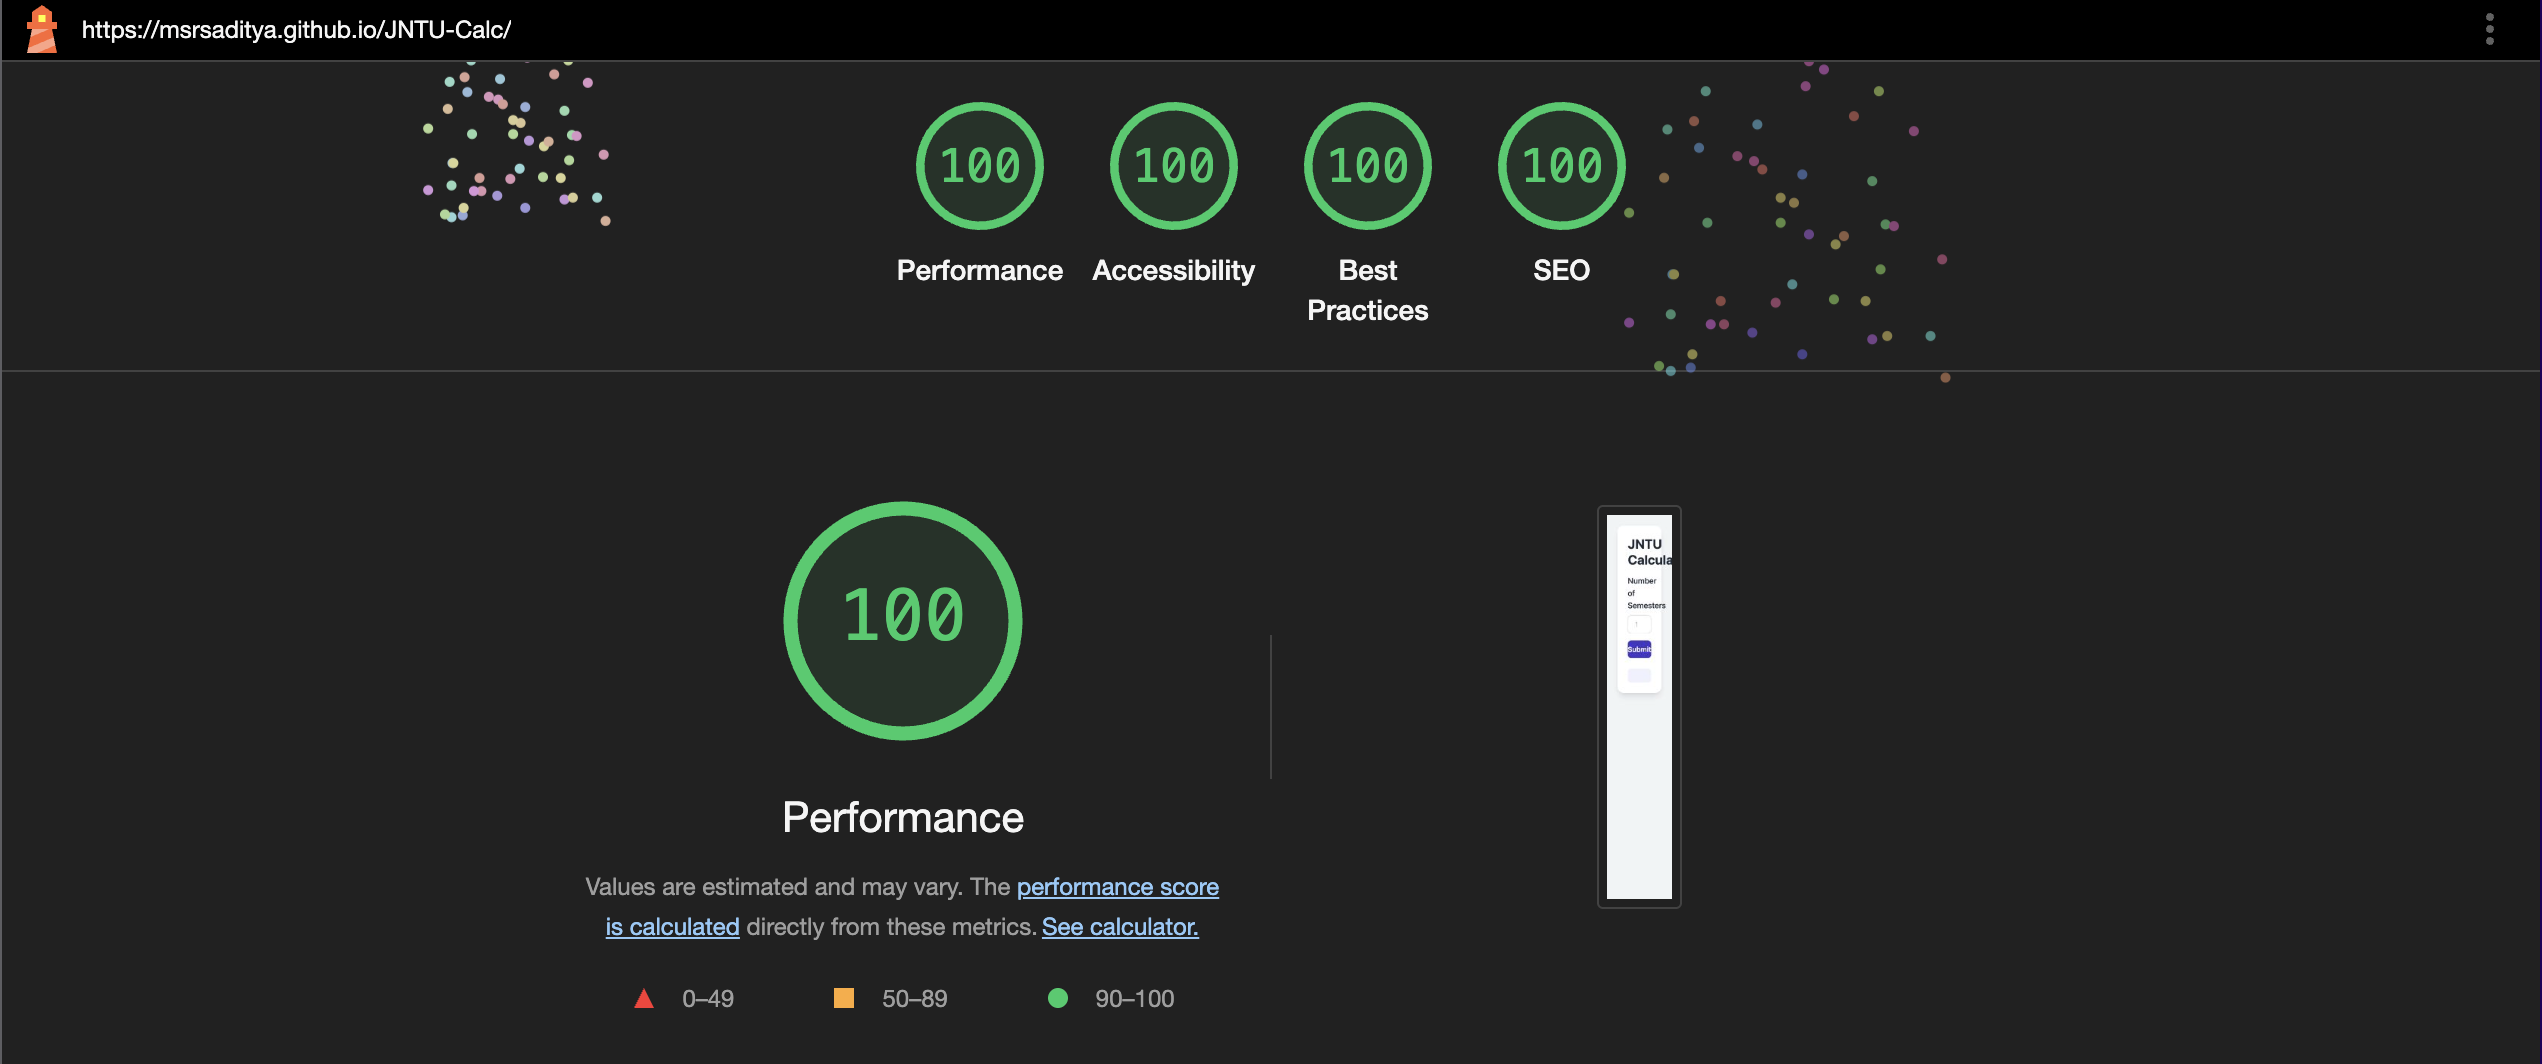 https://msrsaditya.github.io/JNTU-Calc/
100 100 100 100
Performance Accessibility Best Practices SEO
100
Performance
Values are estimated and may vary. The performance score
is calculated directly from these metrics. See calculator.
0–49 50–89 90–100
JNTU
Calcula
Number
of
Semesters
Submit